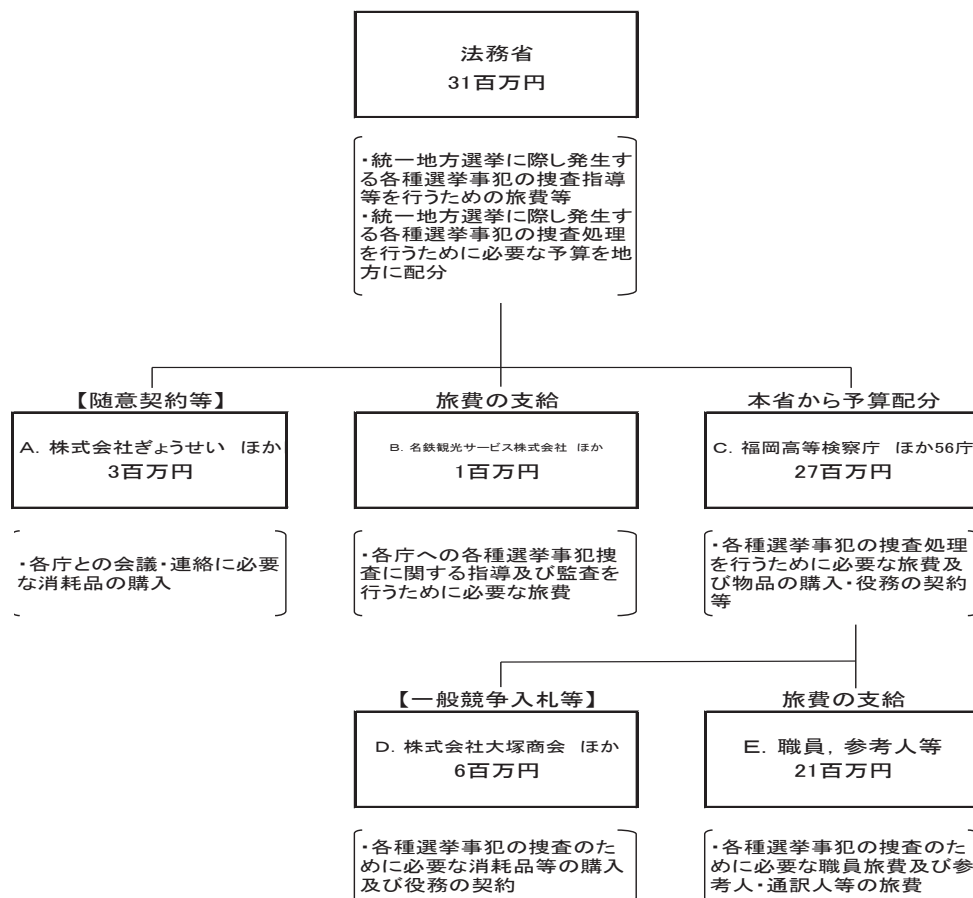 法務省
31百万円
・統一地方選挙に際し発生す
る各種選挙事犯の捜査指導
等を行うための旅費等
・統一地方選挙に際し発生す
る各種選挙事犯の捜査処理
を行うために必要な予算を地
方に配分
【随意契約等】
A. 株式会社ぎょうせい ほか
3百万円
・各庁との会議・連絡に必要
な消耗品の購入
旅費の支給
B. 名鉄観光サービス株式会社 ほか
1百万円
・各庁への各種選挙事犯捜
査に関する指導及び監査を
行うために必要な旅費
本省から予算配分
C. 福岡高等検察庁 ほか56庁
27百万円
・各種選挙事犯の捜査処理
を行うために必要な旅費及
び物品の購入・役務の契約
等
【一般競争入札等】
D. 株式会社大塚商会 ほか
6百万円
・各種選挙事犯の捜査のた
めに必要な消耗品等の購入
及び役務の契約
旅費の支給
E. 職員, 参考人等
21百万円
・各種選挙事犯の捜査のた
めに必要な職員旅費及び参
考人・通訳人等の旅費